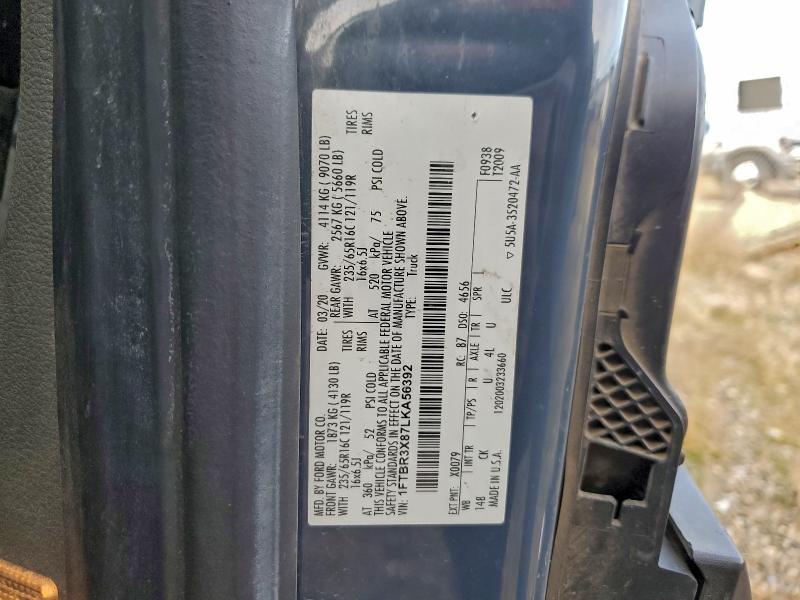 MFD. BY FORD MOTOR CO. DATE: 03/20 GVWR: 4114 KG ( 9070 LB)
FRONT GAWR: 1873 KG ( 4130 LB) REAR GAWR: 2567 KG ( 5660 LB)
WITH 235/65R16C 121/119R TIRES WITH 235/65R16C 121/119R TIRES
16x6.5J RIMS 16x6.5J RIMS
AT 360 kPa/ 52 PSI COLD AT 520 kPa/ 75 PSI COLD
THIS VEHICLE CONFORMS TO ALL APPLICABLE FEDERAL MOTOR VEHICLE
SAFETY STANDARDS IN EFFECT ON THE DATE OF MANUFACTURE SHOWN ABOVE.
VIN: 1FTBR3X87LKA56392 TYPE: Truck
EXT PNT: X0079 RC: B7 DSO: 4656 F0938
WB INT TR TP/PS R AXLE TR SPR T2009
148 CK U 4L U
MADE IN U.S.A. 1202003233660 ULC ▽ 5U5A-3520472-AA